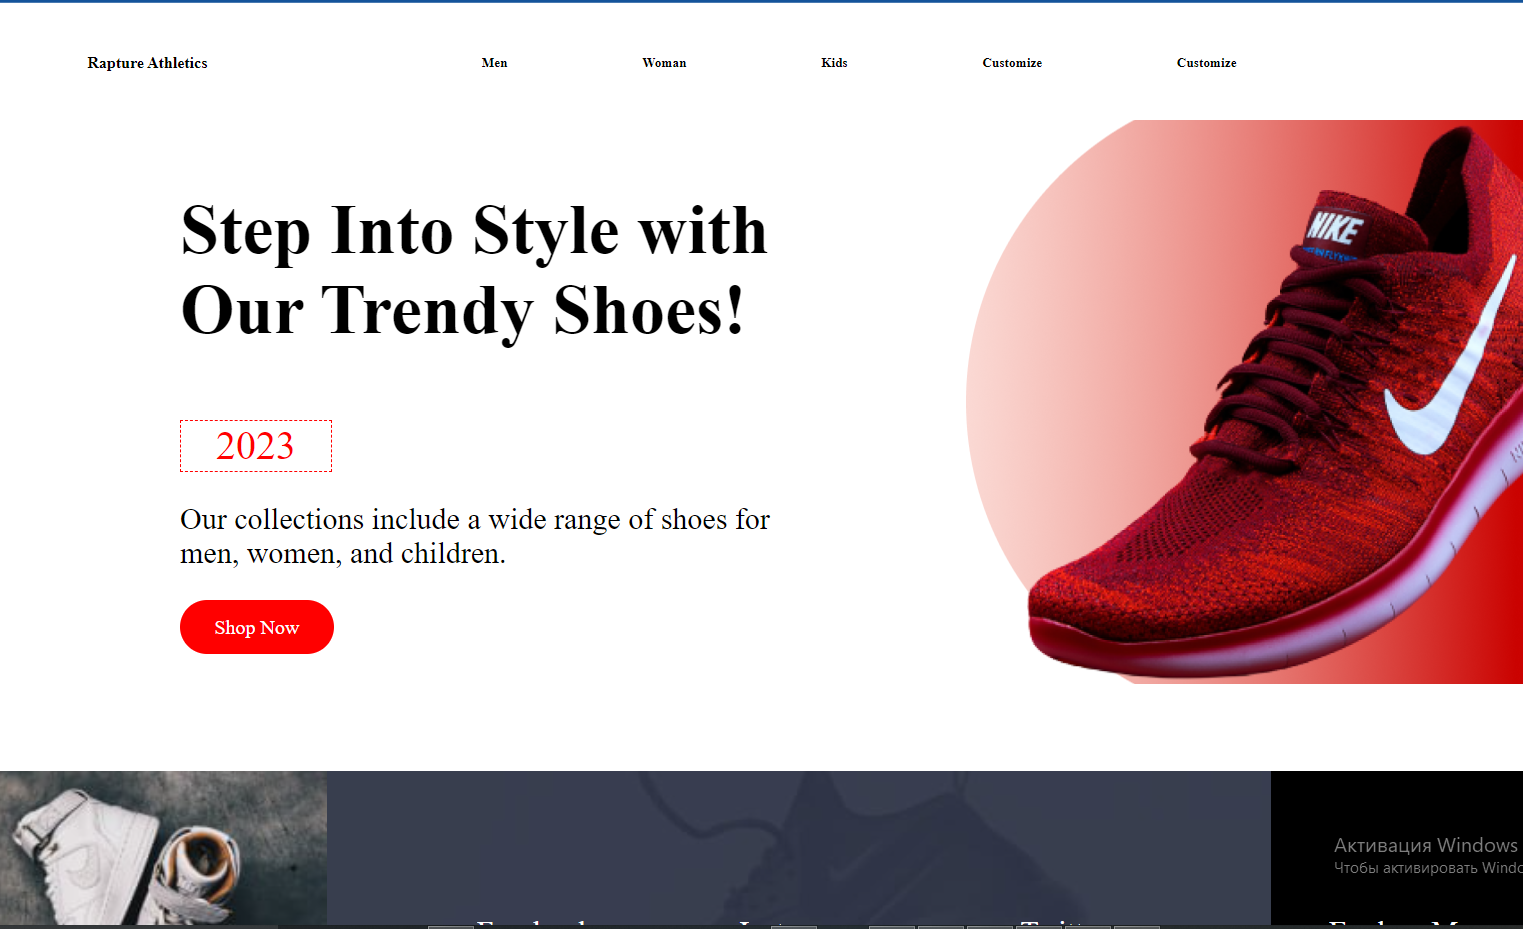 Rapture Athletics
Men
Woman
Kids
Customize
Customize
Step Into Style with
Our Trendy Shoes!
NIKE
2023
Our collections include a wide range of shoes for
men, women, and children.
Shop Now
Активация Windows
Чтобы активировать